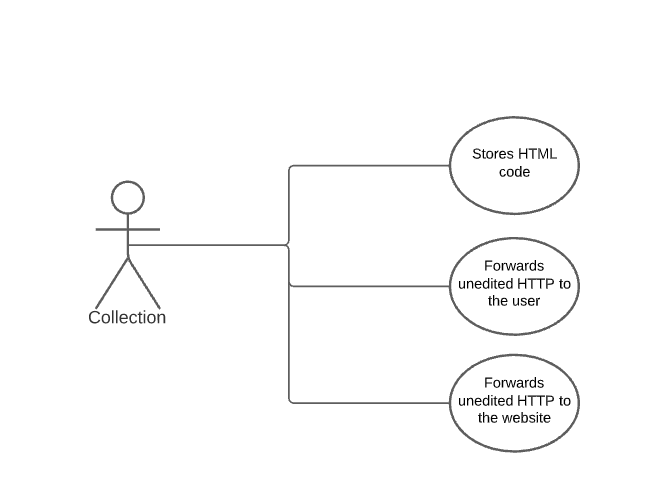 Stores HTML
code
Forwards
unedited HTTP to
the user
Collection
Forwards
unedited HTTP to
the website